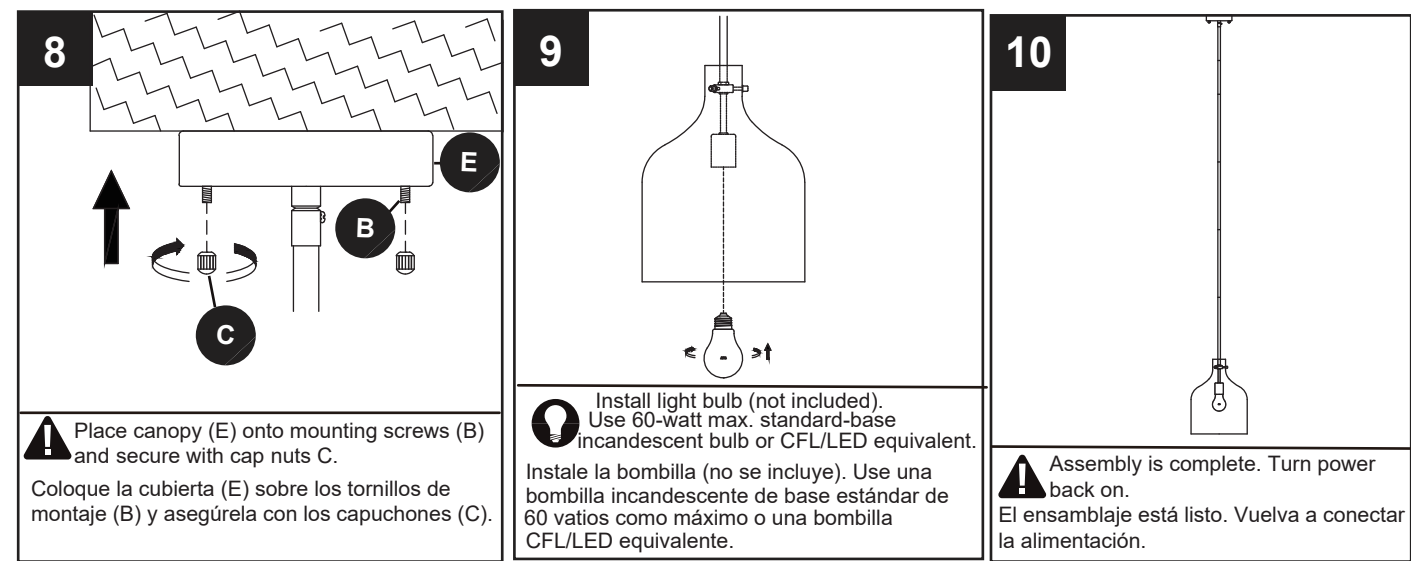 8
E
B
C
Place canopy (E) onto mounting screws (B)
and secure with cap nuts C.
Coloque la cubierta (E) sobre los tornillos de
montaje (B) y asegúrela con los capuchones (C).
9
Install light bulb (not included).
Use 60-watt max. standard-base
incandescent bulb or CFL/LED equivalent.
Instale la bombilla (no se incluye). Use una
bombilla incandescente de base estándar de
60 vatios como máximo o una bombilla
CFL/LED equivalente.
10
Assembly is complete. Turn power
back on.
El ensamblaje está listo. Vuelva a conectar
la alimentación.